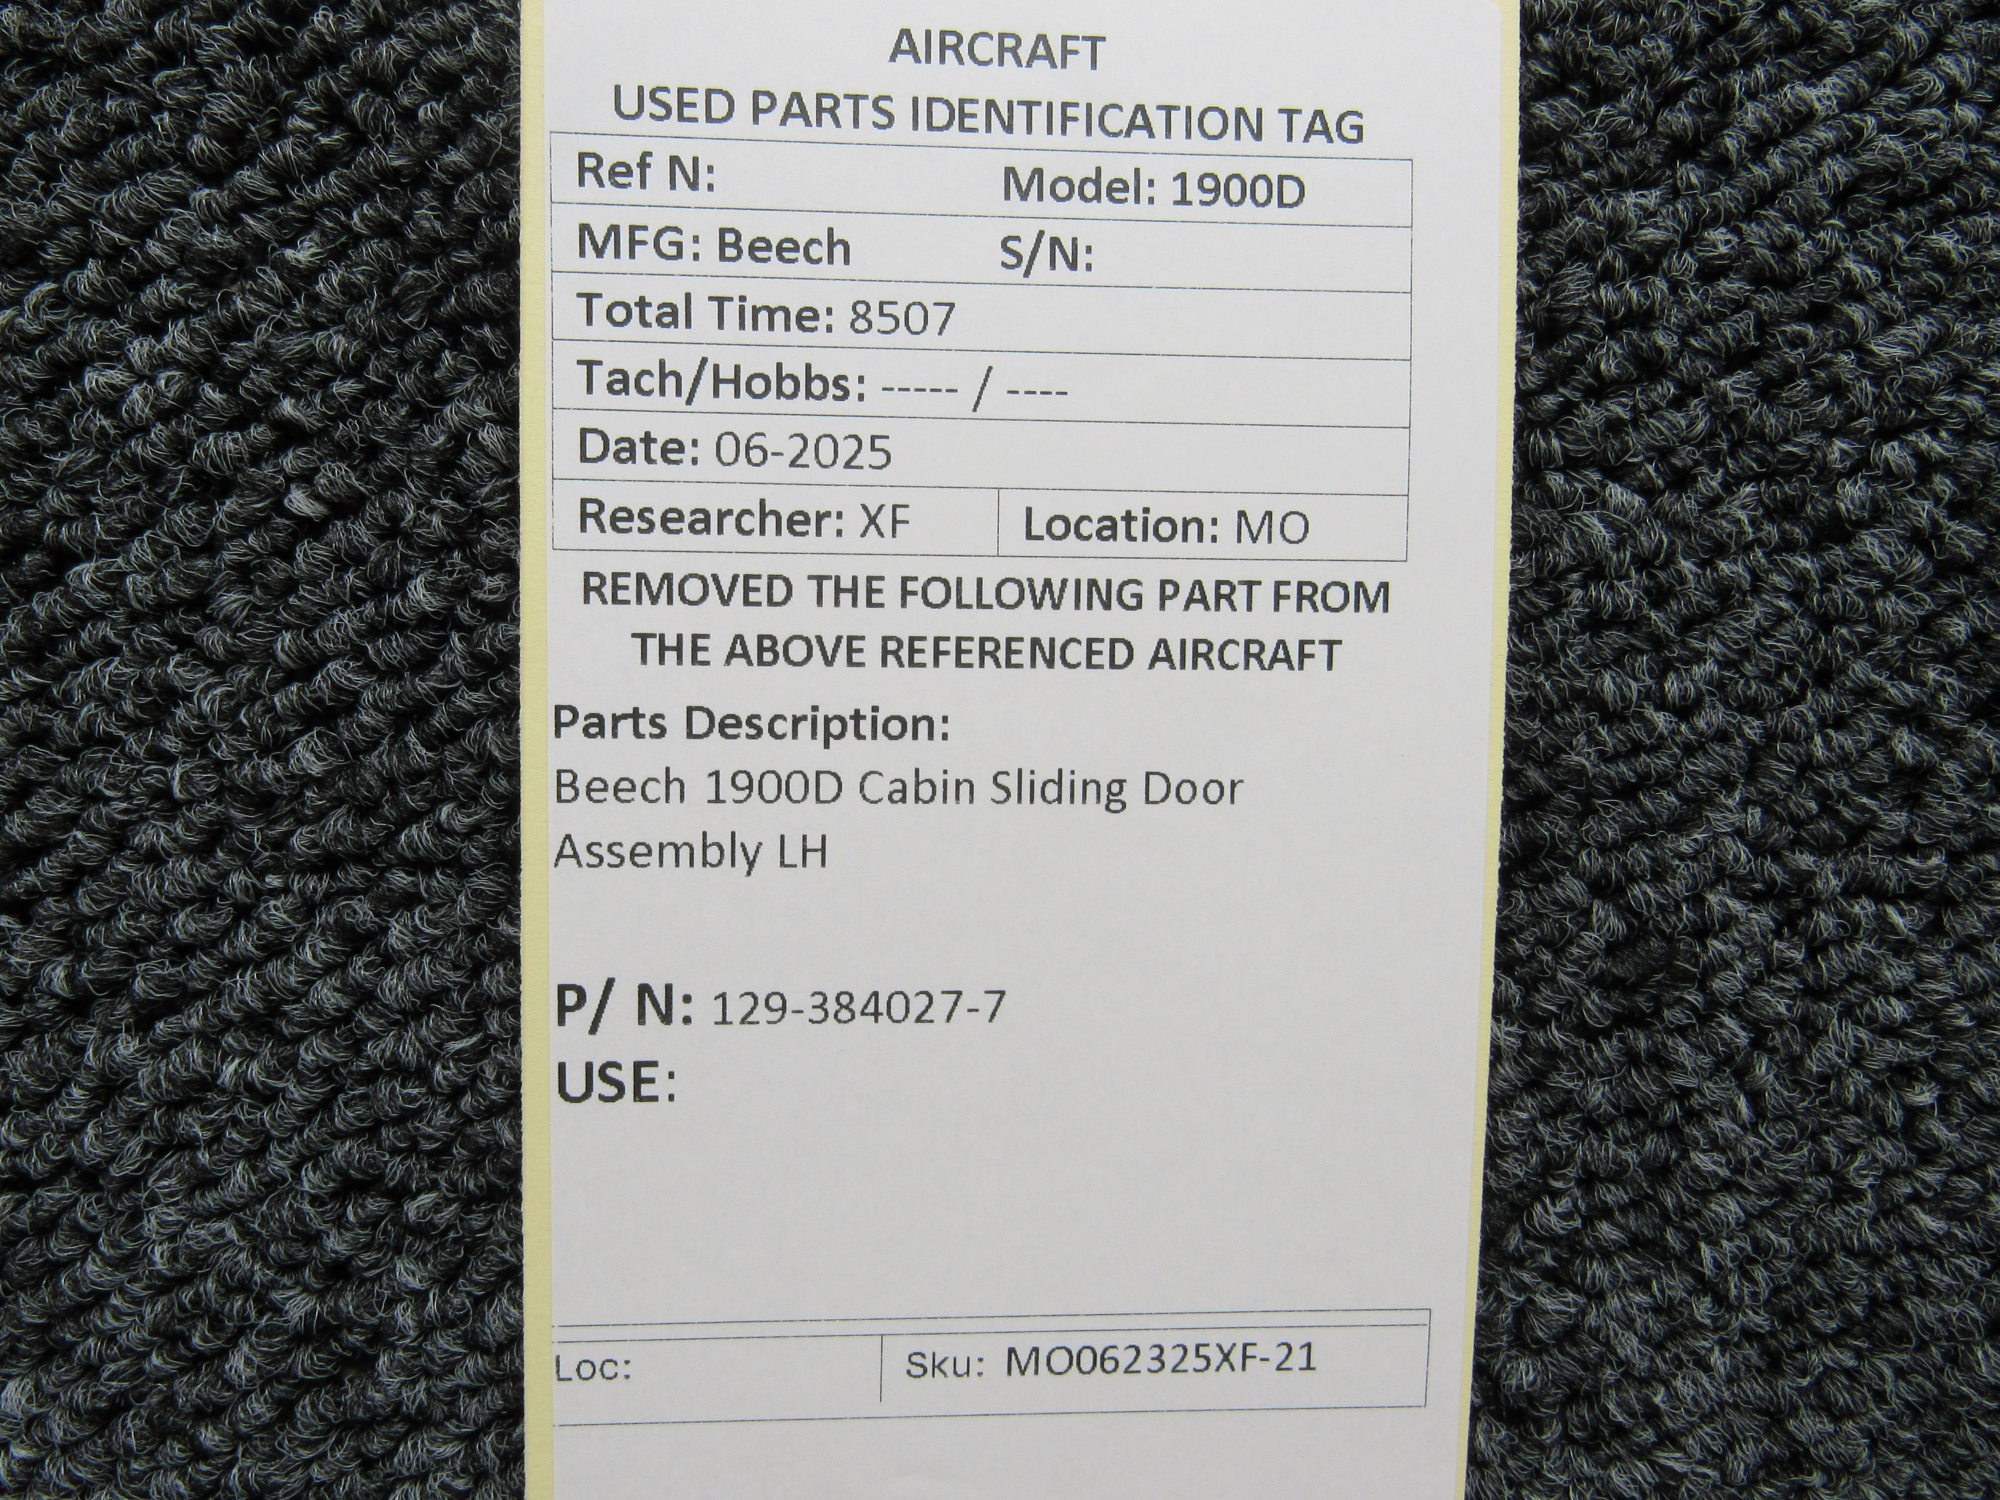 AIRCRAFT
USED PARTS IDENTIFICATION TAG
Ref N: Model: 1900D
MFG: Beech S/N:
Total Time: 8507
Tach/Hobbs: ----- / ----
Date: 06-2025
Researcher: XF Location: MO
REMOVED THE FOLLOWING PART FROM
THE ABOVE REFERENCED AIRCRAFT
Parts Description:
Beech 1900D Cabin Sliding Door
Assembly LH
P/ N: 129-384027-7
USE:
Loc: Sku: MO062325XF-21